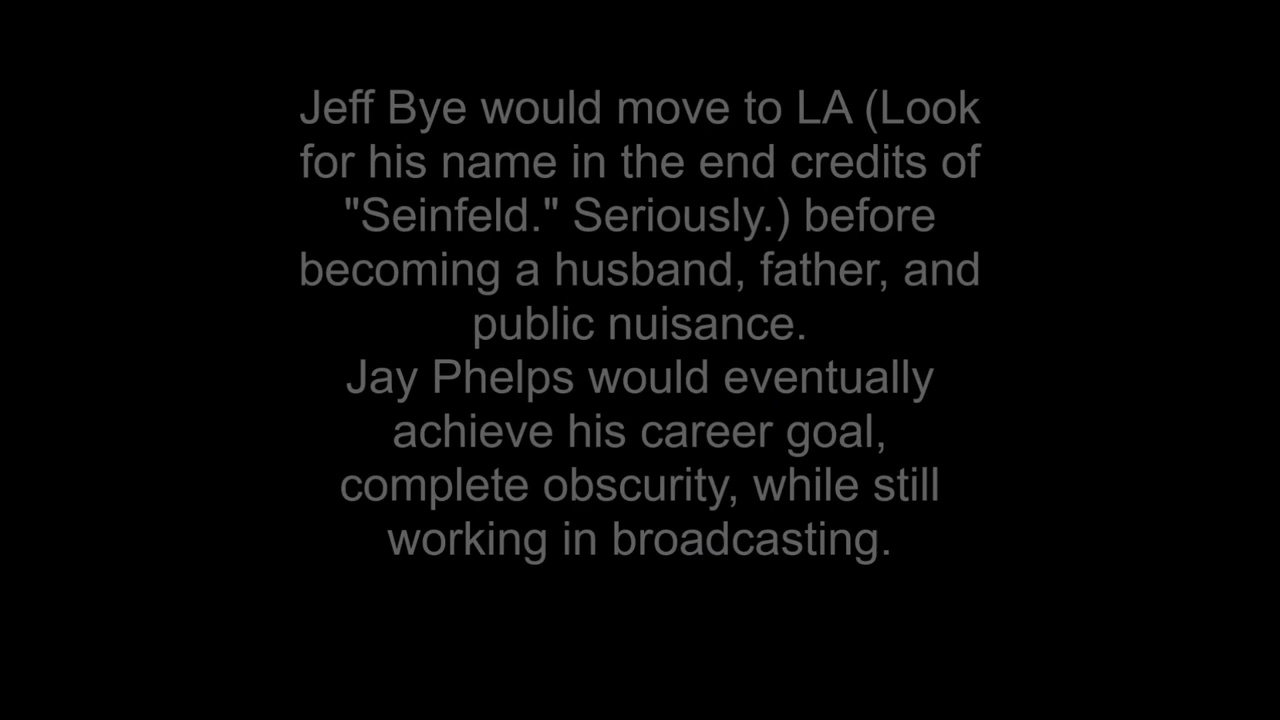 Jeff Bye would move to LA (Look
for his name in the end credits of
"Seinfeld." Seriously.) before
becoming a husband, father, and
public nuisance.
Jay Phelps would eventually
achieve his career goal,
complete obscurity, while still
working in broadcasting.